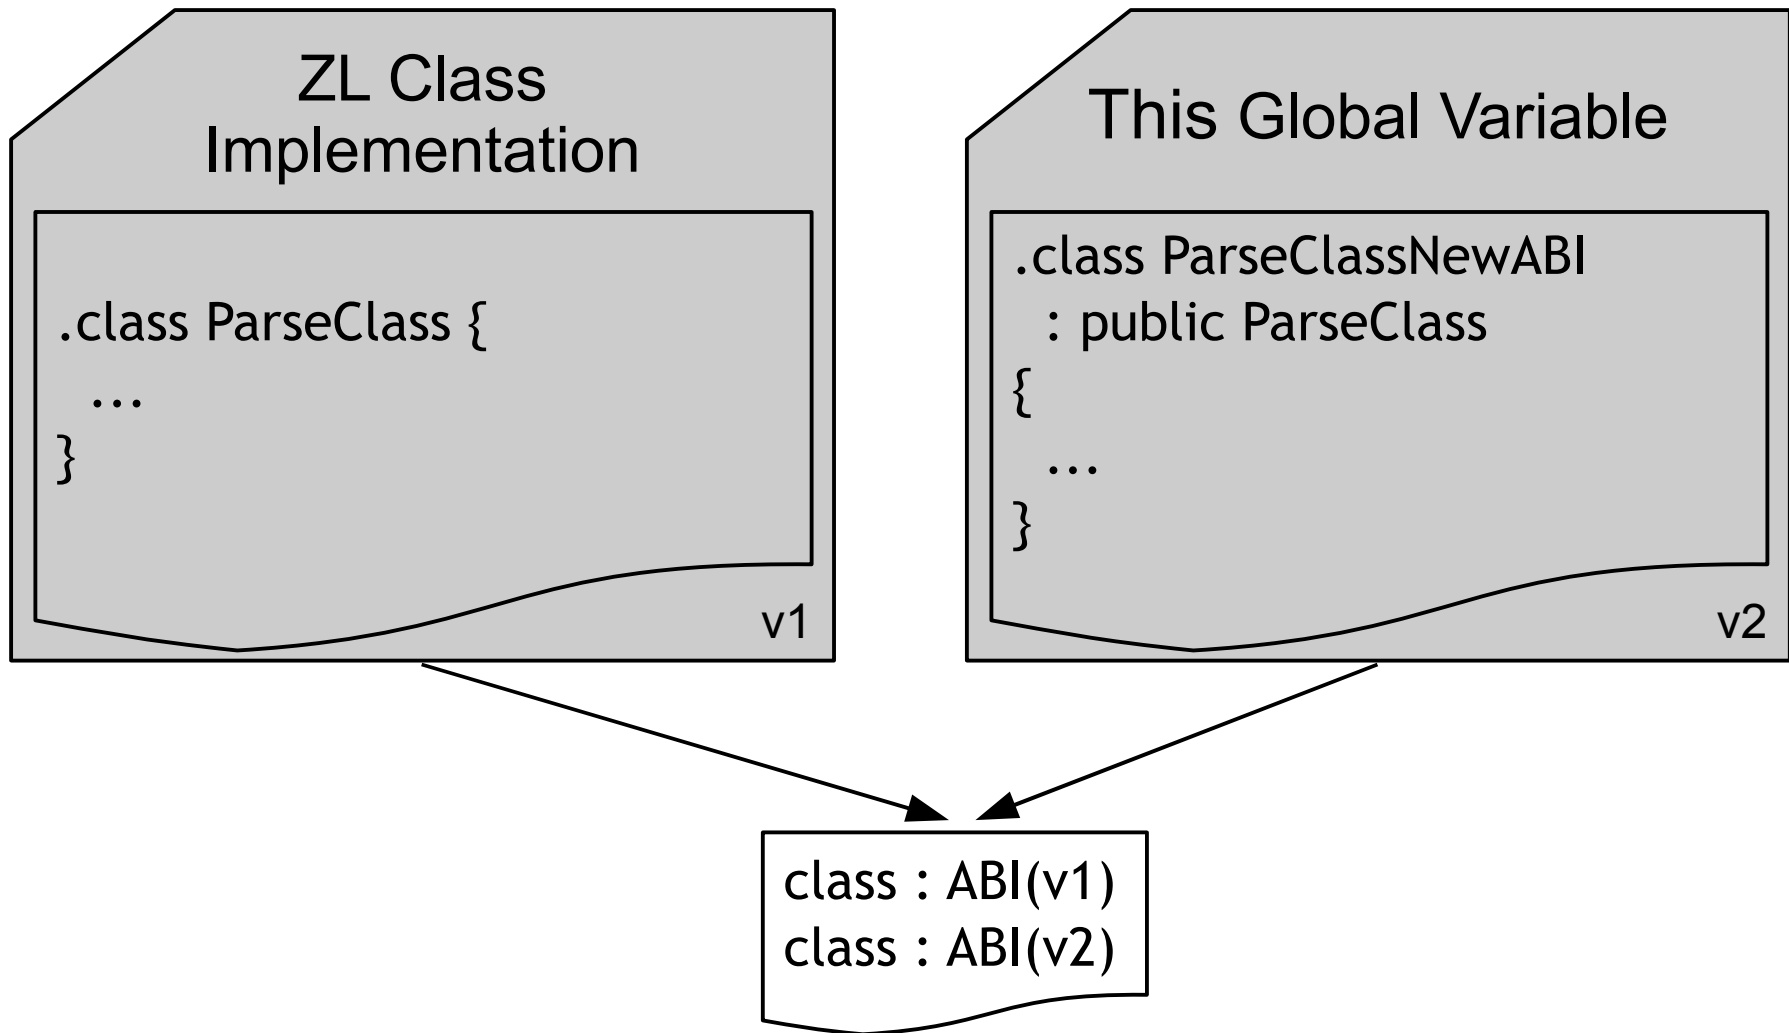 ZL Class
Implementation
.class ParseClass {
...
}
v1
This Global Variable
.class ParseClassNewABI
: public ParseClass
{
...
}
v2
class : ABI(v1)
class : ABI(v2)